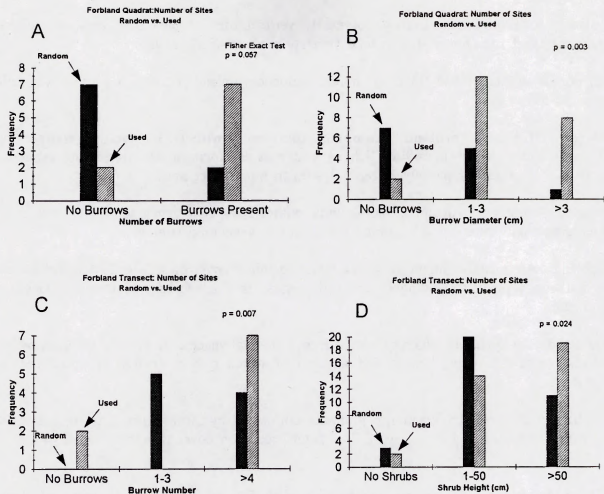 Forbland Quadrat:Number of Sites
Random vs. Used
A
Fisher Exact Test
p = 0.057
Random
Used
Frequency
8
7
6
5
4
3
2
1
0
No Burrows
Burrows Present
Number of Burrows
Forbland Quadrat: Number of Sites
Random vs. Used
B
p = 0.003
Random
Used
Frequency
12
10
8
6
4
2
0
No Burrows
1-3
>3
Burrow Diameter (cm)
Forbland Transect: Number of Sites
Random vs. Used
C
p = 0.007
Random
Used
Frequency
7
6
5
4
3
2
1
0
No Burrows
1-3
>4
Burrow Number
Forbland Transect: Number of Sites
Random vs. Used
D
p = 0.024
Random
Used
Frequency
20
18
16
14
12
10
8
6
4
2
0
No Shrubs
1-50
>50
Shrub Height (cm)